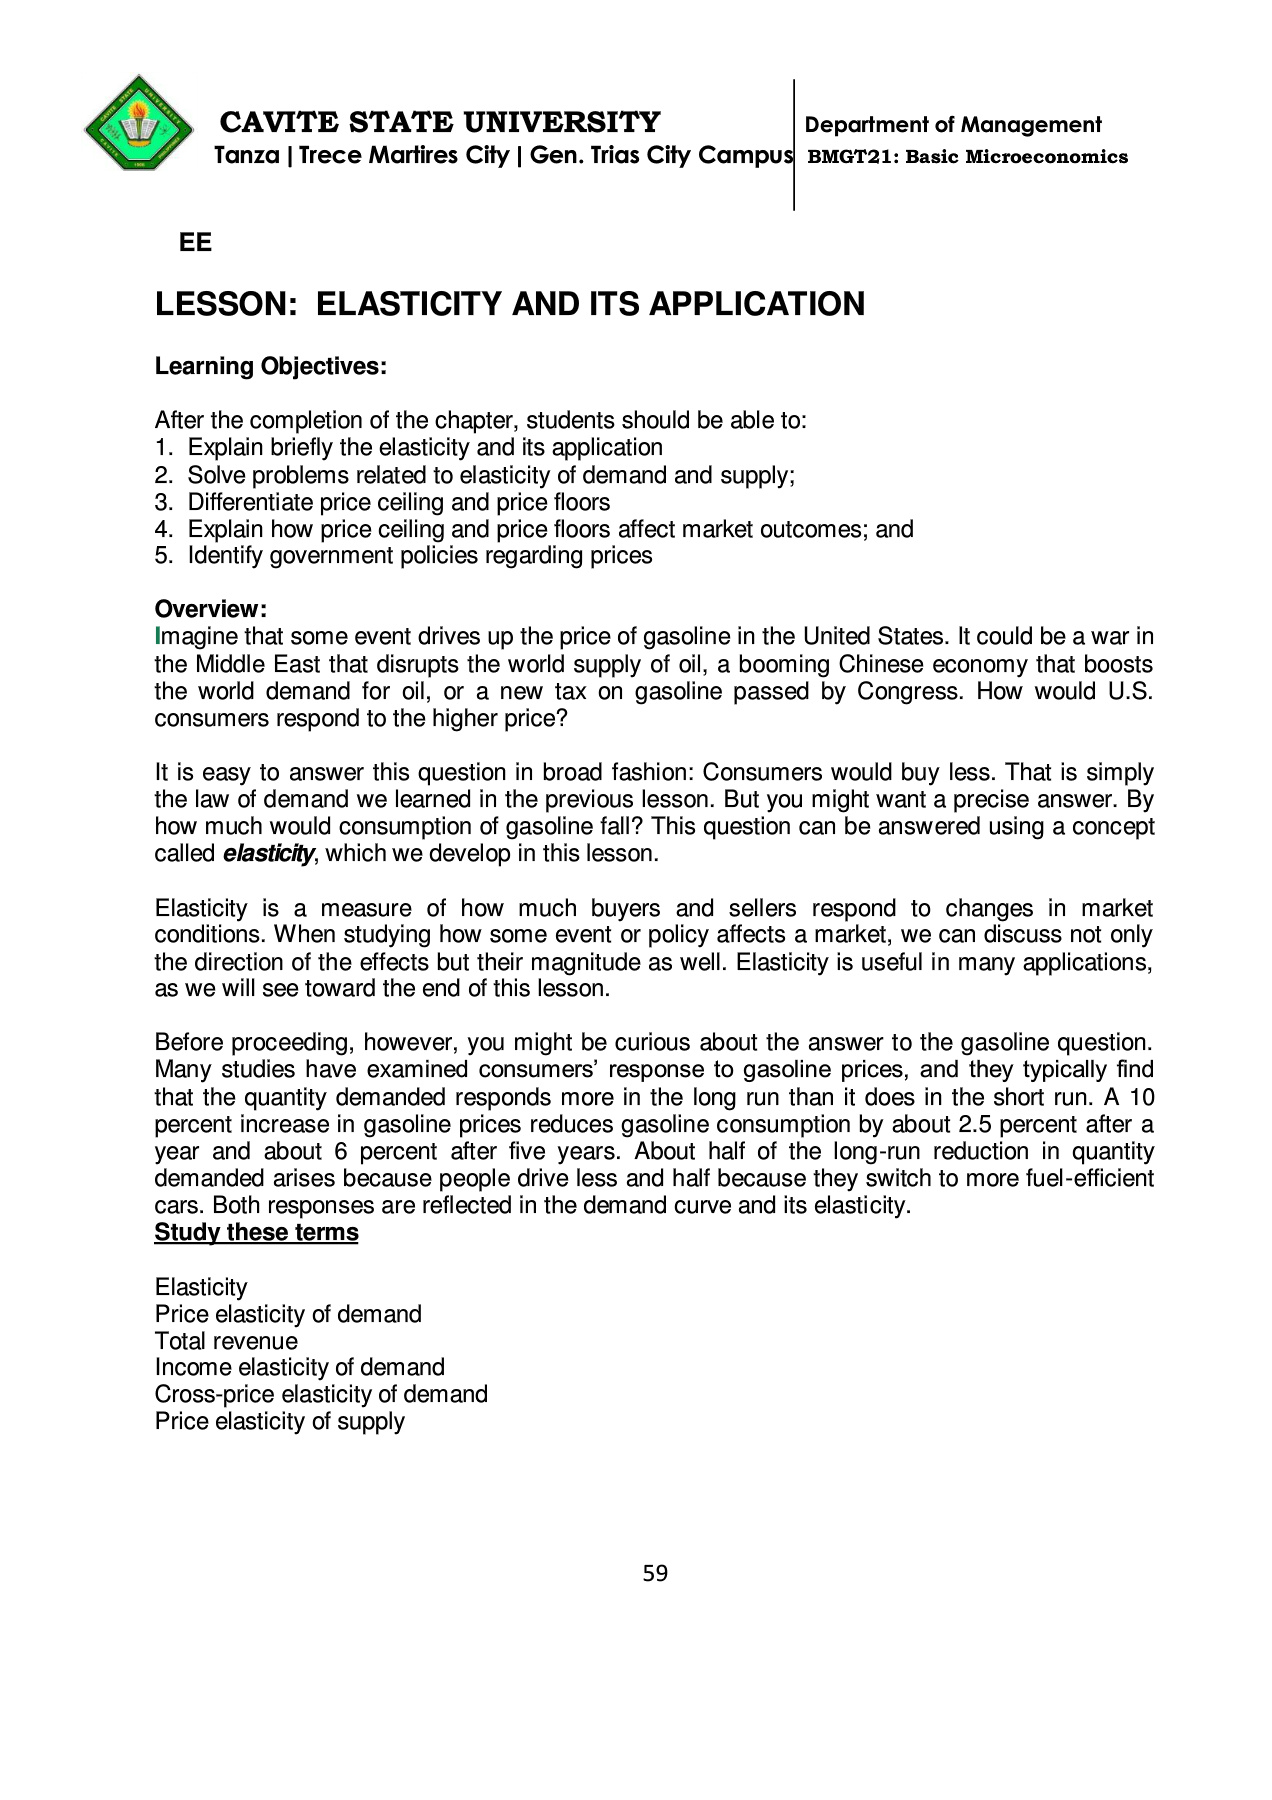 CAVITE STATE UNIVERSITY
Tanza | Trece Martires City | Gen. Trias City Campus
Department of Management
BMGT21: Basic Microeconomics
EE
LESSON: ELASTICITY AND ITS APPLICATION
Learning Objectives:
After the completion of the chapter, students should be able to:
1. Explain briefly the elasticity and its application
2. Solve problems related to elasticity of demand and supply;
3. Differentiate price ceiling and price floors
4. Explain how price ceiling and price floors affect market outcomes; and
5. Identify government policies regarding prices
Overview:
Imagine that some event drives up the price of gasoline in the United States. It could be a war in
the Middle East that disrupts the world supply of oil, a booming Chinese economy that boosts
the world demand for oil, or a new tax on gasoline passed by Congress. How would U.S.
consumers respond to the higher price?
It is easy to answer this question in broad fashion: Consumers would buy less. That is simply
the law of demand we learned in the previous lesson. But you might want a precise answer. By
how much would consumption of gasoline fall? This question can be answered using a concept
called elasticity, which we develop in this lesson.
Elasticity is a measure of how much buyers and sellers respond to changes in market
conditions. When studying how some event or policy affects a market, we can discuss not only
the direction of the effects but their magnitude as well. Elasticity is useful in many applications,
as we will see toward the end of this lesson.
Before proceeding, however, you might be curious about the answer to the gasoline question.
Many studies have examined consumers’ response to gasoline prices, and they typically find
that the quantity demanded responds more in the long run than it does in the short run. A 10
percent increase in gasoline prices reduces gasoline consumption by about 2.5 percent after a
year and about 6 percent after five years. About half of the long-run reduction in quantity
demanded arises because people drive less and half because they switch to more fuel-efficient
cars. Both responses are reflected in the demand curve and its elasticity.
Study these terms
Elasticity
Price elasticity of demand
Total revenue
Income elasticity of demand
Cross-price elasticity of demand
Price elasticity of supply
59